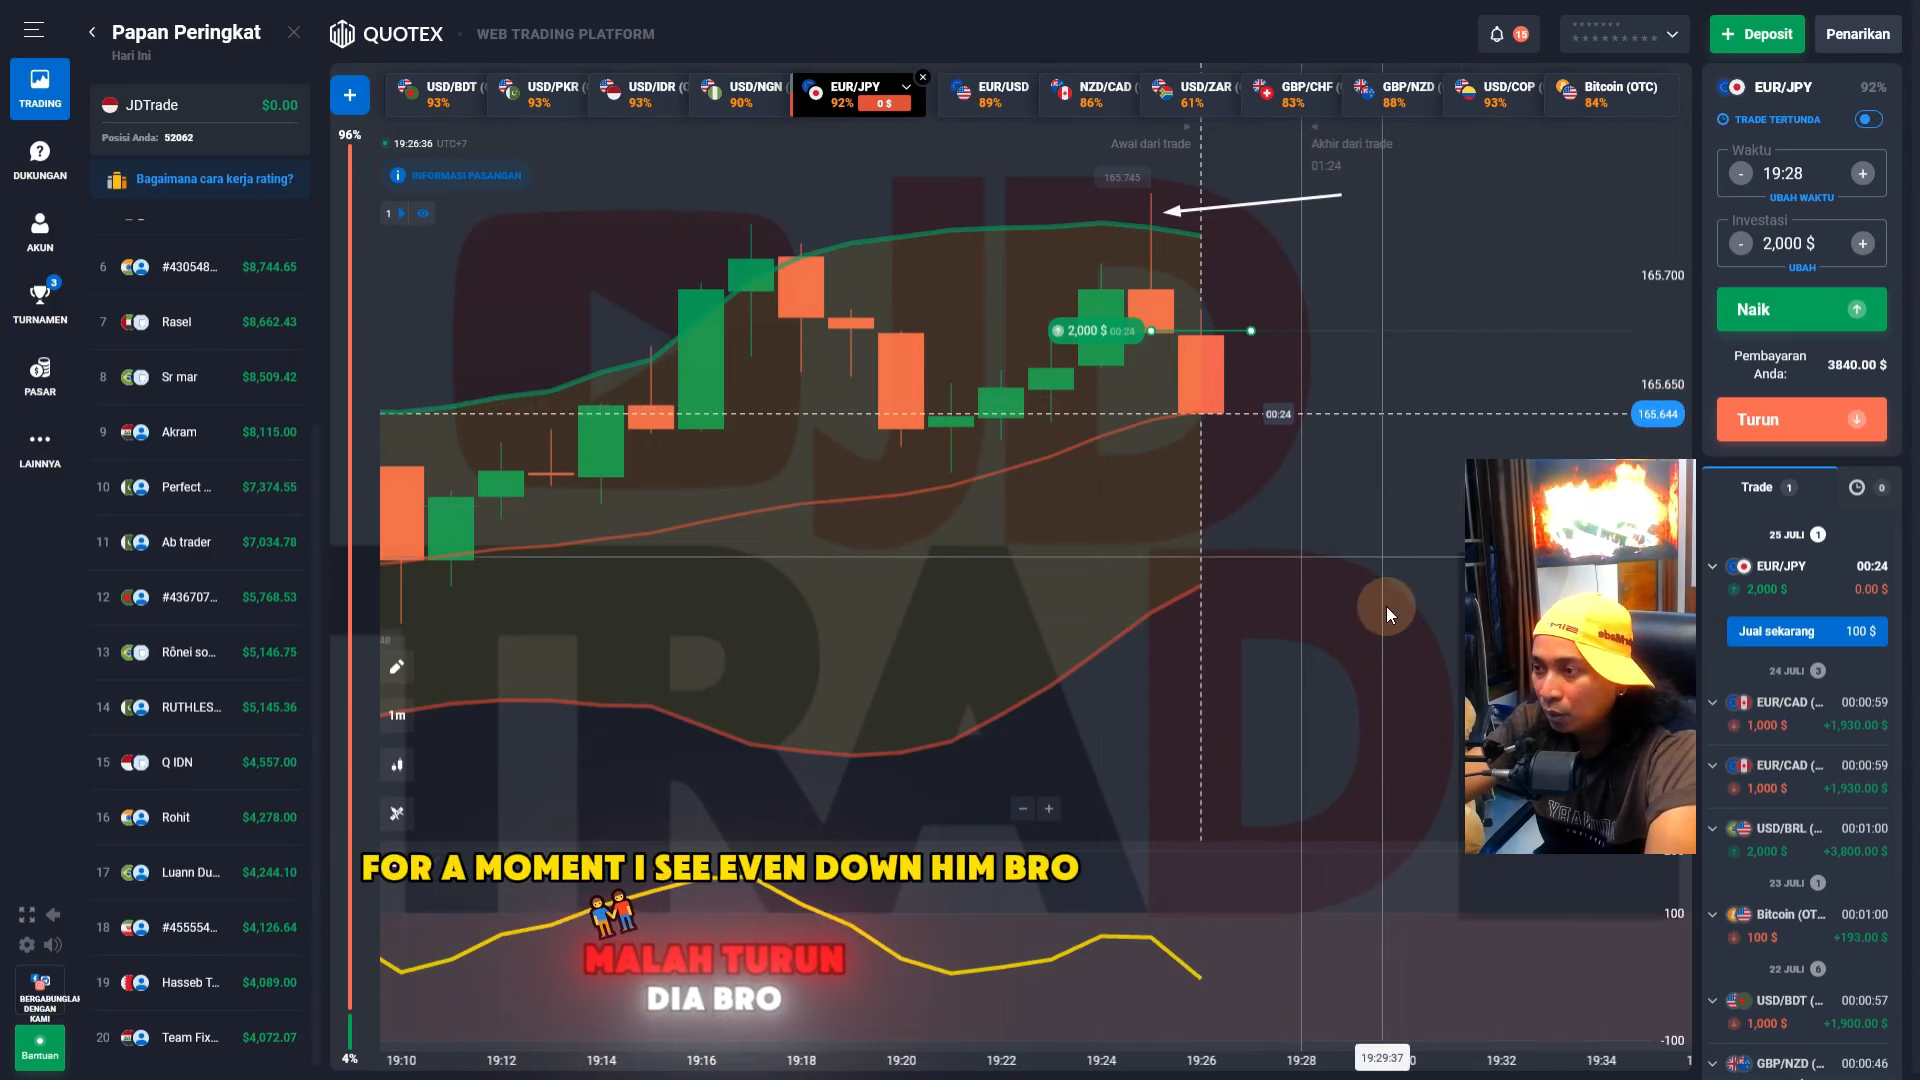 Papan Peringkat
Hari Ini
JDTrade $0.00
Posisi Anda: 52062
Bagaimana cara kerja rating?
6 #430548... $8,744.65
7 Rasel $8,662.43
8 Sr mar $8,509.42
9 Akram $8,115.00
10 Perfect ... $7,374.55
11 Ab trader $7,034.78
12 #436707... $5,768.53
13 Rônei so... $5,146.75
14 RUTHLES... $5,145.36
15 Q IDN $4,557.00
16 Rohit $4,278.00
17 Luann Du... $4,244.10
18 #455554... $4,126.64
19 Hasseb T... $4,089.00
20 Team Fix... $4,072.07
TRADING
DUKUNGAN
AKUN
3
TURNAMEN
PASAR
LAINNYA
BERGABUNGLAH
DENGAN
KAMI
Bantuan
QUOTEX
WEB TRADING PLATFORM
15
******* 
*********
+ Deposit
Penarikan
+
USD/BDT (
93%
USD/PKR (
93%
USD/IDR (
93%
USD/NGN (
90%
EUR/JPY
92% 0 $
EUR/USD
89%
NZD/CAD (
86%
USD/ZAR (
61%
GBP/CHF (
83%
GBP/NZD (
88%
USD/COP (
93%
Bitcoin (OTC)
84%
96%
19:26:36 UTC+7
Awal dari trade
Akhir dari trade
01:24
INFORMASI PASANGAN
165.745
1
165.700
2,000 $ 00:24
165.650
00:24
165.644
1m
JD
TRAD
FOR A MOMENT I SEE.EVEN DOWN HIM BRO
MALAH TURUN
DIA BRO
100
-100
4%
19:10 19:12 19:14 19:16 19:18 19:20 19:22 19:24 19:26 19:28 19:29:37 19:32 19:34
EUR/JPY 92%
TRADE TERTUNDA
Waktu
- 19:28 +
UBAH WAKTU
Investasi
- 2,000 $ +
UBAH
Naik
Pembayaran
Anda: 3840.00 $
Turun
Trade 1
0
25 JULI 1
EUR/JPY 00:24
2,000 $ 0.00 $
Jual sekarang 100 $
24 JULI 3
EUR/CAD (... 00:00:59
1,000 $ +1,930.00 $
EUR/CAD (... 00:00:59
1,000 $ +1,930.00 $
USD/BRL (... 00:01:00
2,000 $ +3,800.00 $
23 JULI 1
Bitcoin (OT... 00:01:00
100 $ +193.00 $
22 JULI 6
USD/BDT (... 00:00:57
1,000 $ +1,900.00 $
GBP/NZD (... 00:00:46